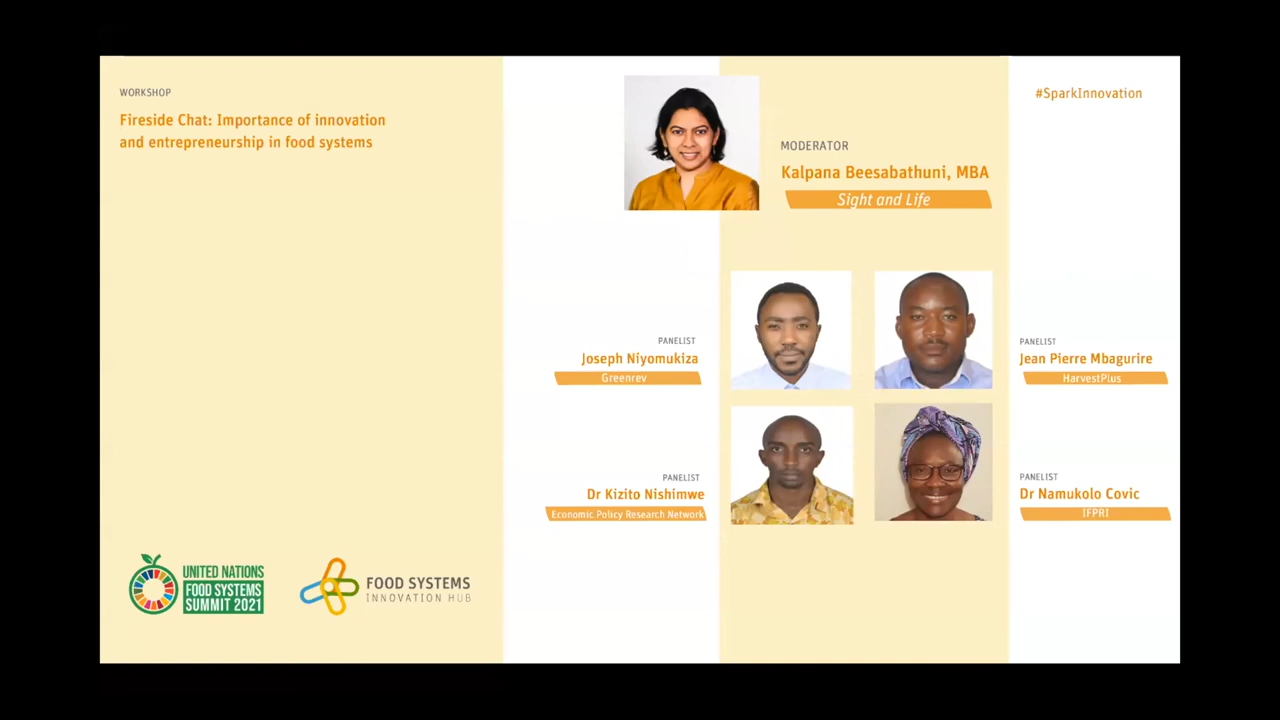 WORKSHOP
Fireside Chat: Importance of innovation
and entrepreneurship in food systems
#SparkInnovation
MODERATOR
Kalpana Beesabathuni, MBA
Sight and Life
PANELIST
Joseph Niyomukiza
Greenrev
PANELIST
Jean Pierre Mbagurire
HarvestPlus
PANELIST
Dr Kizito Nishimwe
Economic Policy Research Network
PANELIST
Dr Namukolo Covic
IFPRI
UNITED NATIONS
FOOD SYSTEMS
SUMMIT 2021
FOOD SYSTEMS
INNOVATION HUB